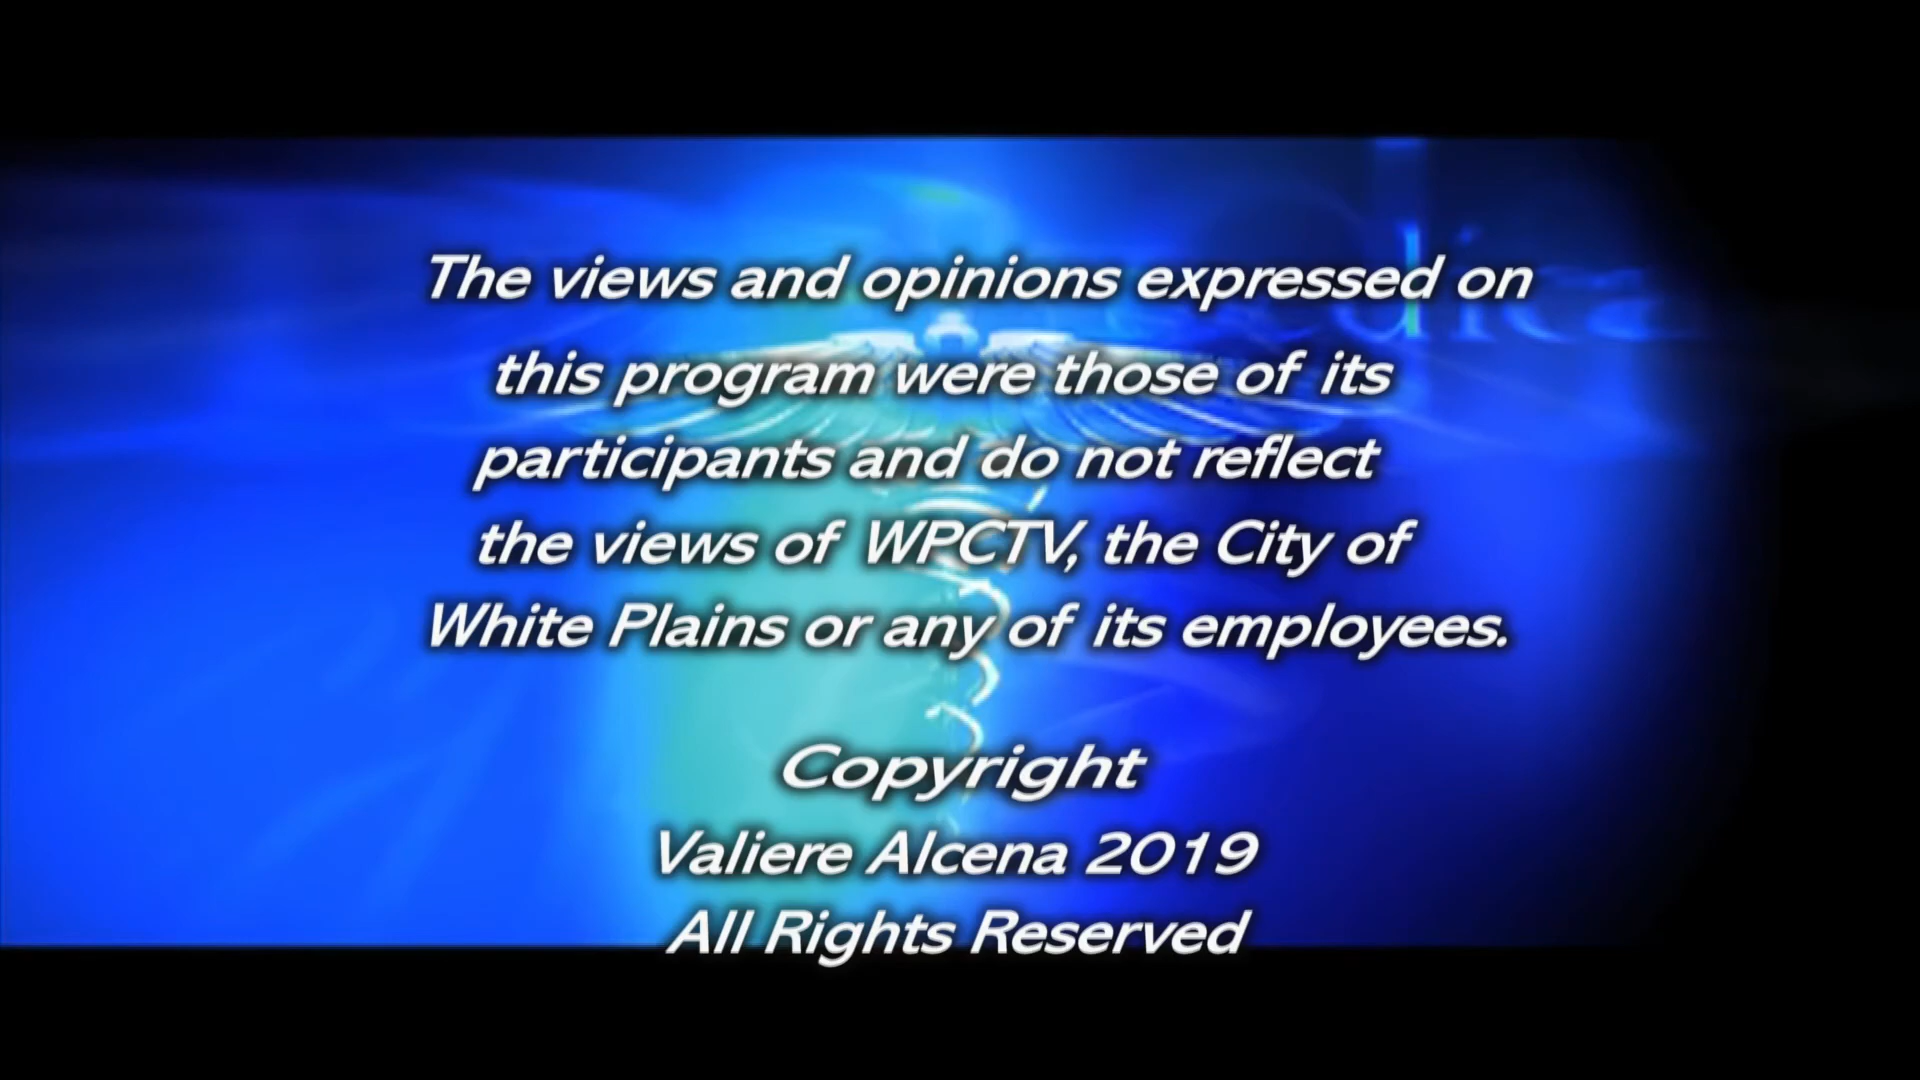 The views and opinions expressed on
this program were those of its
participants and do not reflect
the views of WPCTV, the City of
White Plains or any of its employees.
Copyright
Valiere Alcena 2019
All Rights Reserved